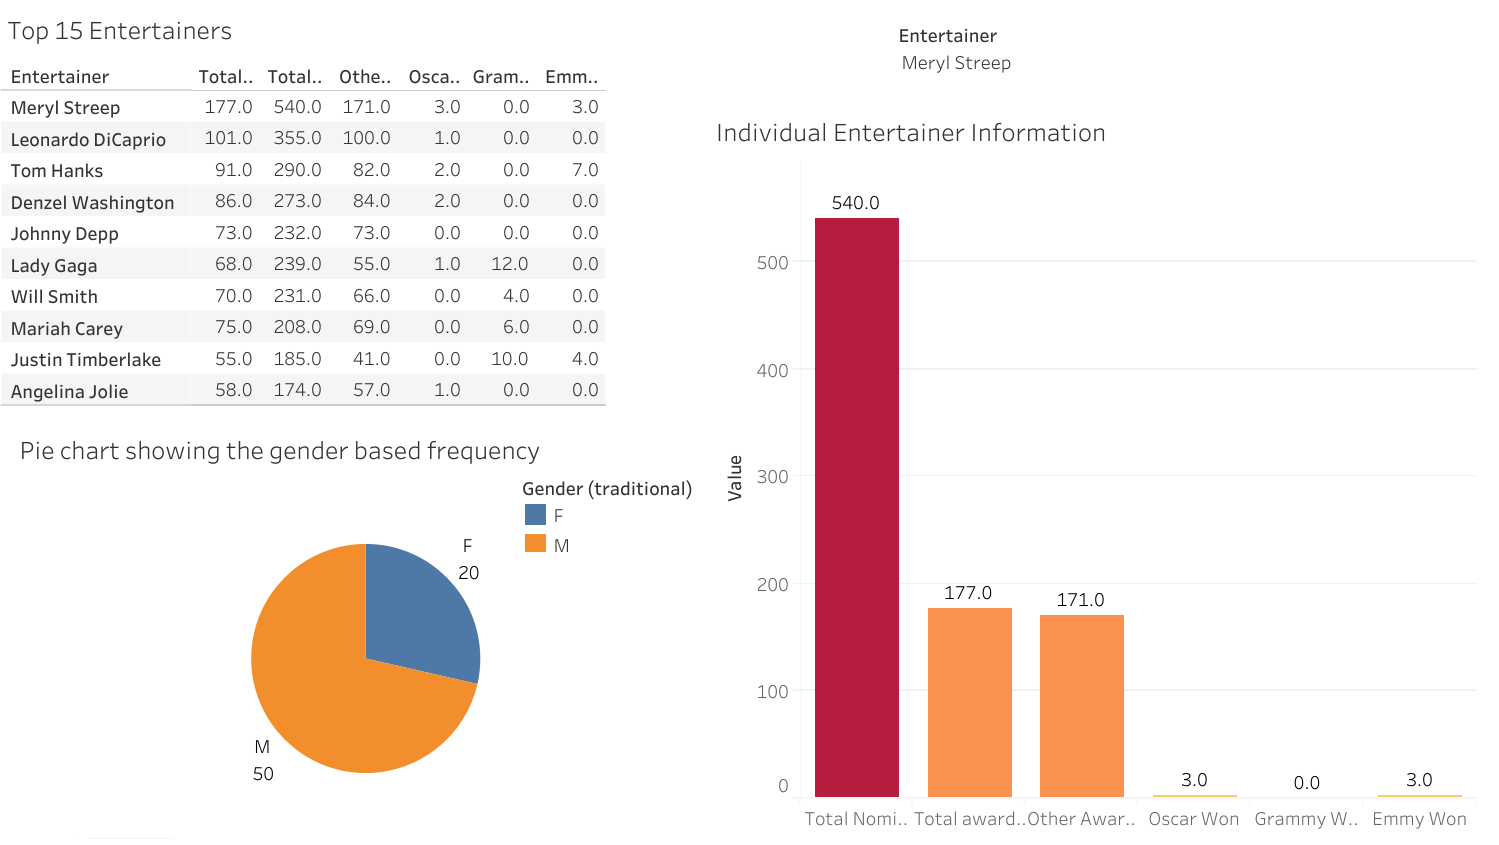 Top 15 Entertainers
Entertainer Total.. Total.. Othe.. Osca.. Gram.. Emm..
Meryl Streep 177.0 540.0 171.0 3.0 0.0 3.0
Leonardo DiCaprio 101.0 355.0 100.0 1.0 0.0 0.0
Tom Hanks 91.0 290.0 82.0 2.0 0.0 7.0
Denzel Washington 86.0 273.0 84.0 2.0 0.0 0.0
Johnny Depp 73.0 232.0 73.0 0.0 0.0 0.0
Lady Gaga 68.0 239.0 55.0 1.0 12.0 0.0
Will Smith 70.0 231.0 66.0 0.0 4.0 0.0
Mariah Carey 75.0 208.0 69.0 0.0 6.0 0.0
Justin Timberlake 55.0 185.0 41.0 0.0 10.0 4.0
Angelina Jolie 58.0 174.0 57.0 1.0 0.0 0.0
Pie chart showing the gender based frequency
Gender (traditional)
F
M
F
20
M
50
Entertainer
Meryl Streep
Individual Entertainer Information
Value
500
400
300
200
100
0
540.0
177.0
171.0
3.0
0.0
3.0
Total Nomi.. Total award.. Other Awar.. Oscar Won Grammy W.. Emmy Won